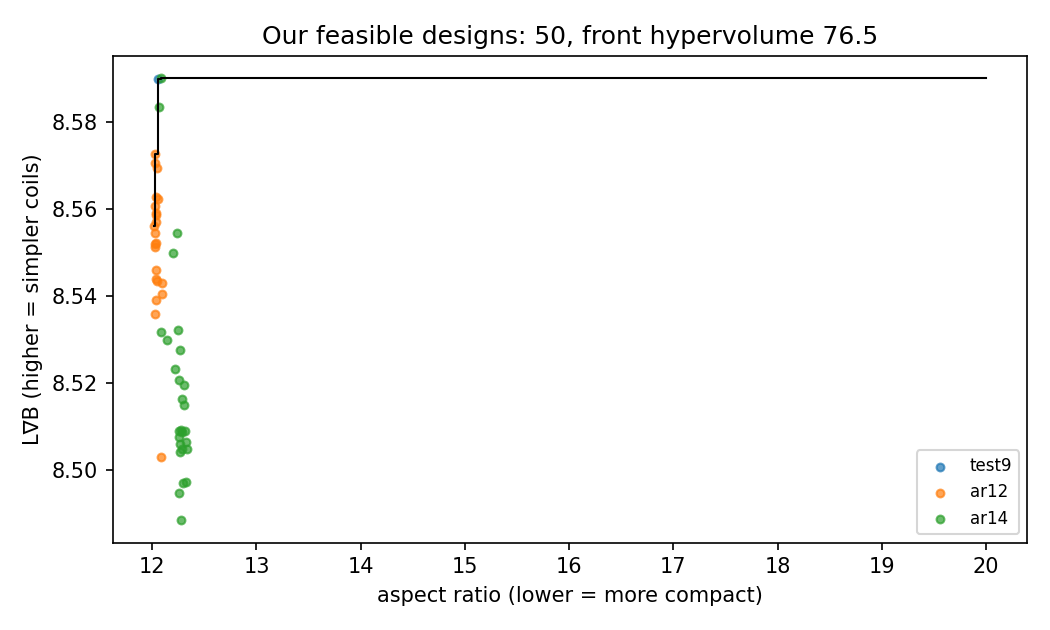 Our feasible designs: 50, front hypervolume 76.5
L∇B (higher = simpler coils)
8.58
8.56
8.54
8.52
8.50
12 13 14 15 16 17 18 19 20
aspect ratio (lower = more compact)
test9
ar12
ar14